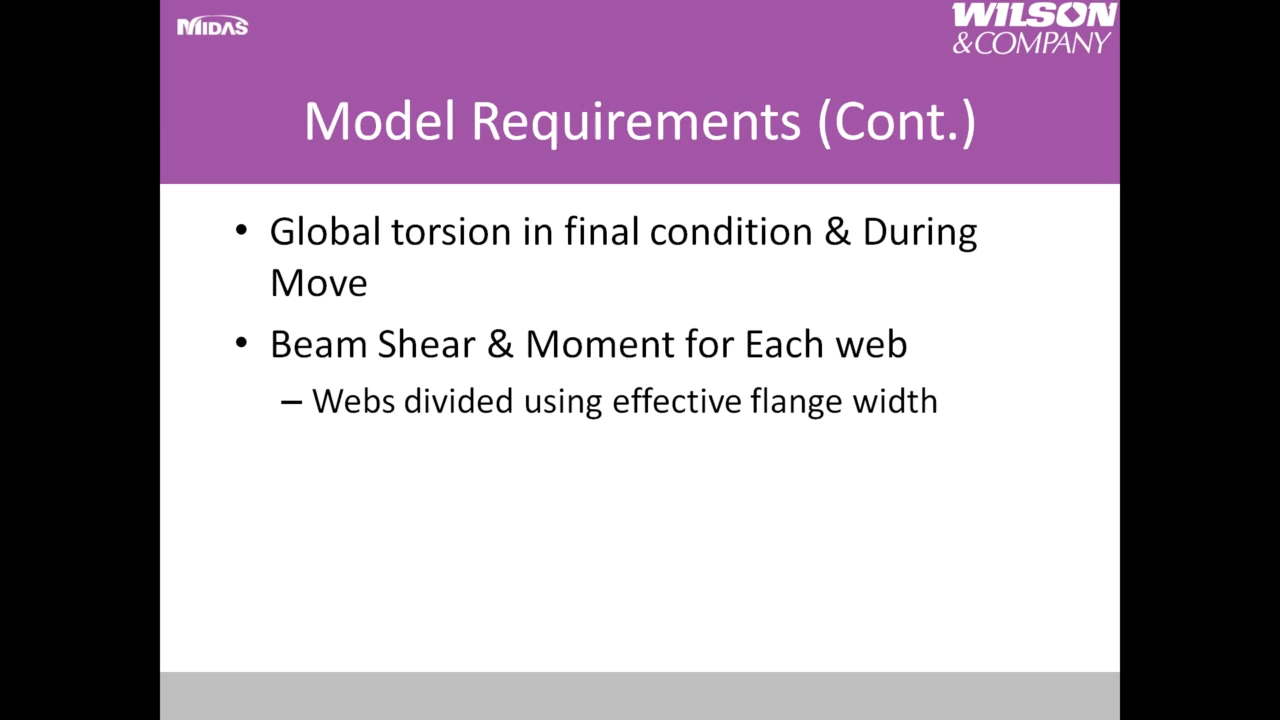 MIDAS
WILSON
&COMPANY
Model Requirements (Cont.)
• Global torsion in final condition & During
Move
• Beam Shear & Moment for Each web
– Webs divided using effective flange width